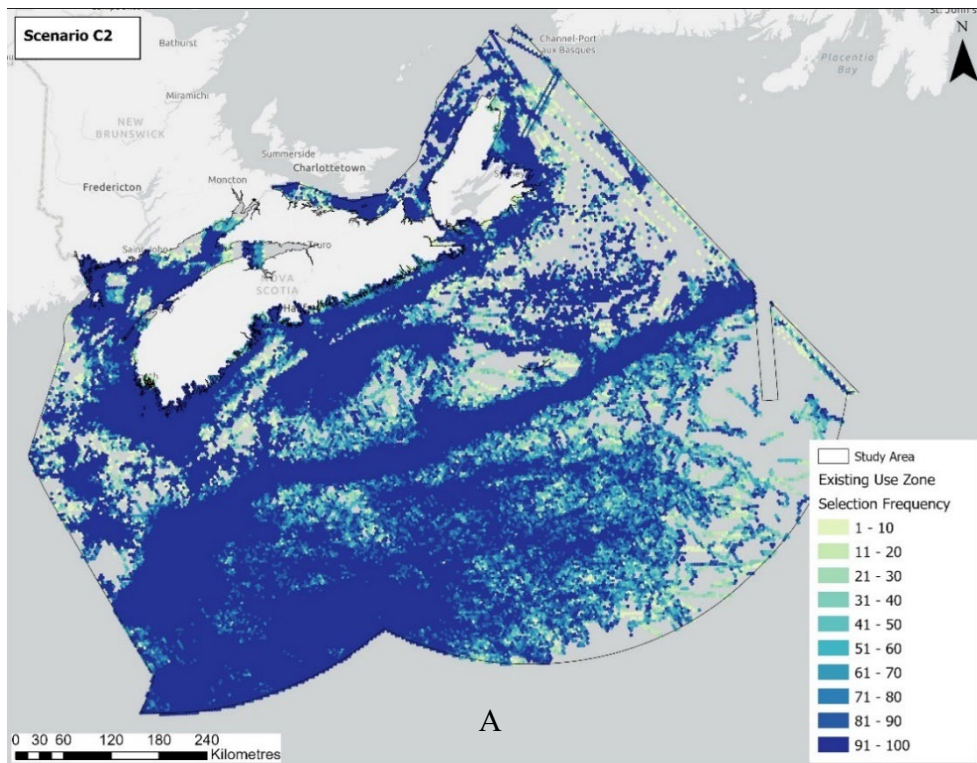 Scenario C2
St. John's
N
Bathurst
Channel-Port
aux Basques
Placentia
Bay
Miramichi
NEW
BRUNSWICK
Summerside
Charlottetown
Moncton
Fredericton
Truro
NOVA
SCOTIA
Study Area
Existing Use Zone
Selection Frequency
1 - 10
11 - 20
21 - 30
31 - 40
41 - 50
51 - 60
61 - 70
71 - 80
81 - 90
91 - 100
A
0 30 60 120 180 240
Kilometres